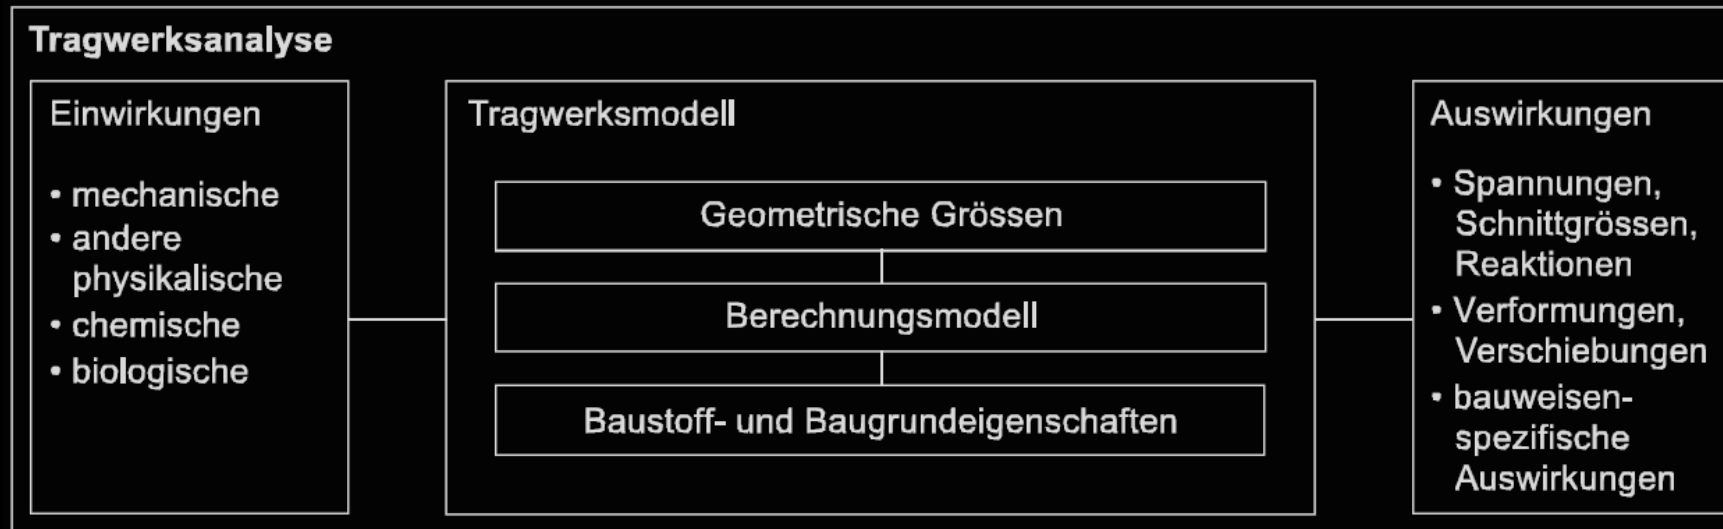 Tragwerksanalyse
Einwirkungen
• mechanische
• andere
physikalische
• chemische
• biologische
Tragwerksmodell
Geometrische Grössen
Berechnungsmodell
Baustoff- und Baugrundeigenschaften
Auswirkungen
• Spannungen,
Schnittgrössen,
Reaktionen
• Verformungen,
Verschiebungen
• bauweisen-
spezifische
Auswirkungen